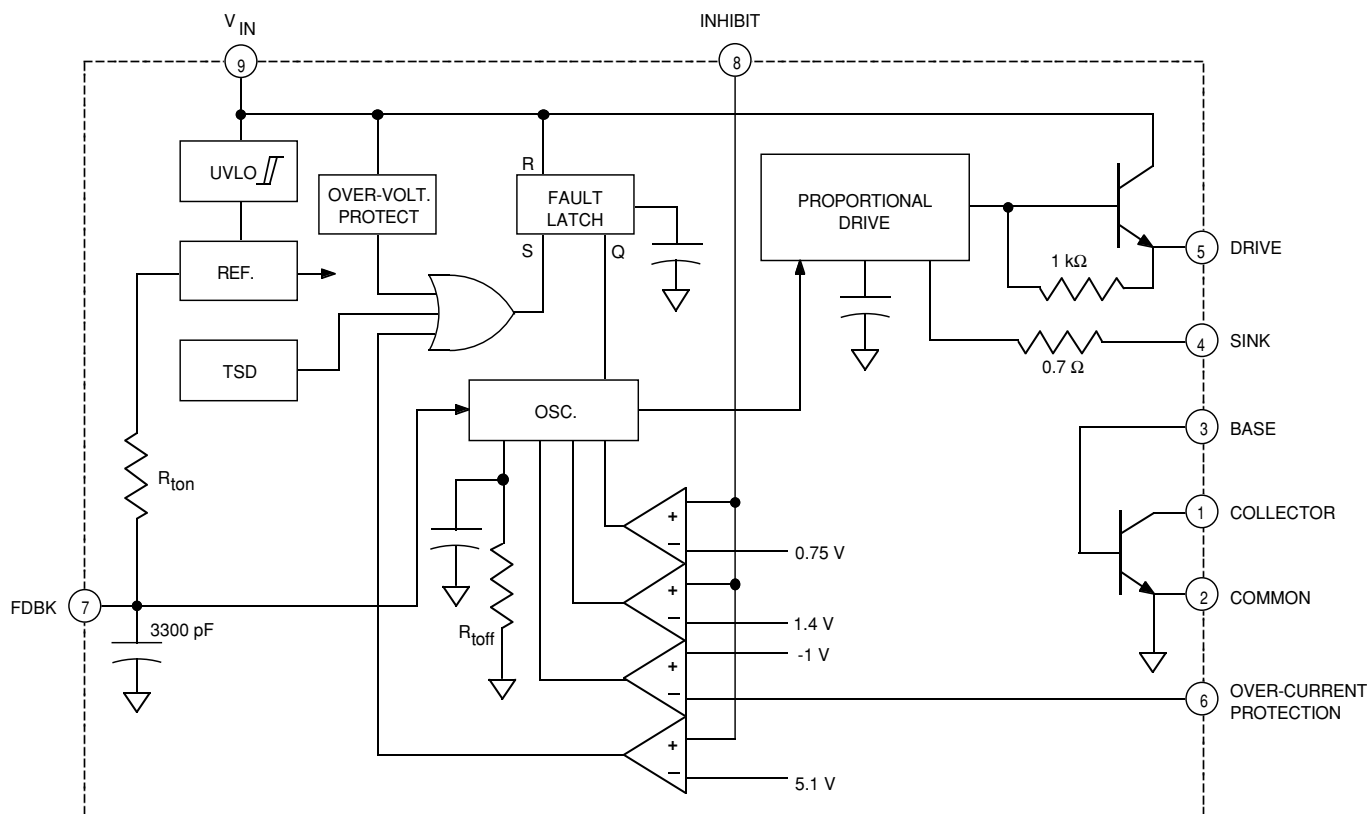 V IN
INHIBIT
9
8
UVLO
R
OVER-VOLT.
PROTECT
FAULT
LATCH
PROPORTIONAL
DRIVE
S
Q
5
DRIVE
REF.
1 kΩ
4
SINK
TSD
0.7 Ω
OSC.
3
BASE
Rton
+
−
0.75 V
1
COLLECTOR
FDBK
7
+
−
1.4 V
2
COMMON
3300 pF
Rtoff
-1 V
+
−
6
OVER-CURRENT
PROTECTION
+
−
5.1 V